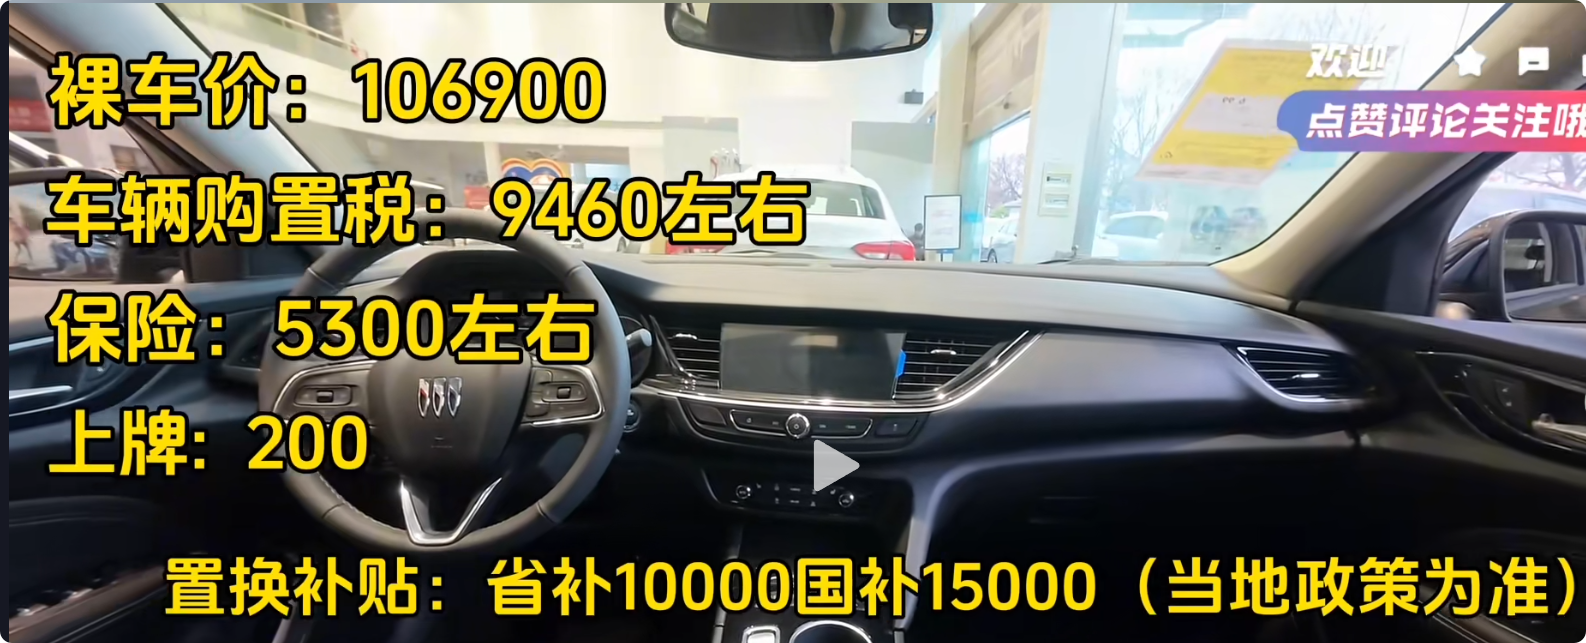 欢迎
点赞评论关注哦
裸车价：106900
车辆购置税：9460左右
保险：5300左右
上牌：200
置换补贴：省补10000国补15000（当地政策为准）